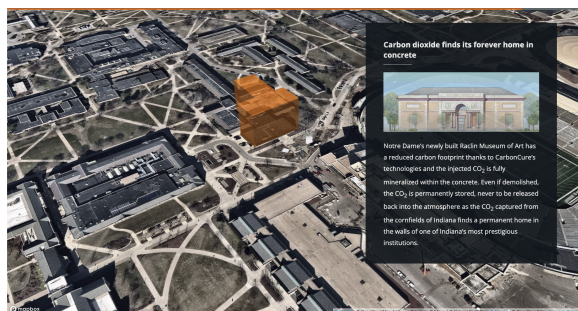 Carbon dioxide finds its forever home in
concrete
Notre Dame's newly built Raclin Museum of Art has
a reduced carbon footprint thanks to CarbonCure's
technologies and the injected CO2 is fully
mineralized within the concrete. Even if demolished,
the CO2 is permanently stored, never to be released
back into the atmosphere as the CO2 captured from
the cornfields of Indiana finds a permanent home in
the walls of one of Indiana's most prestigious
institutions.
mapbox